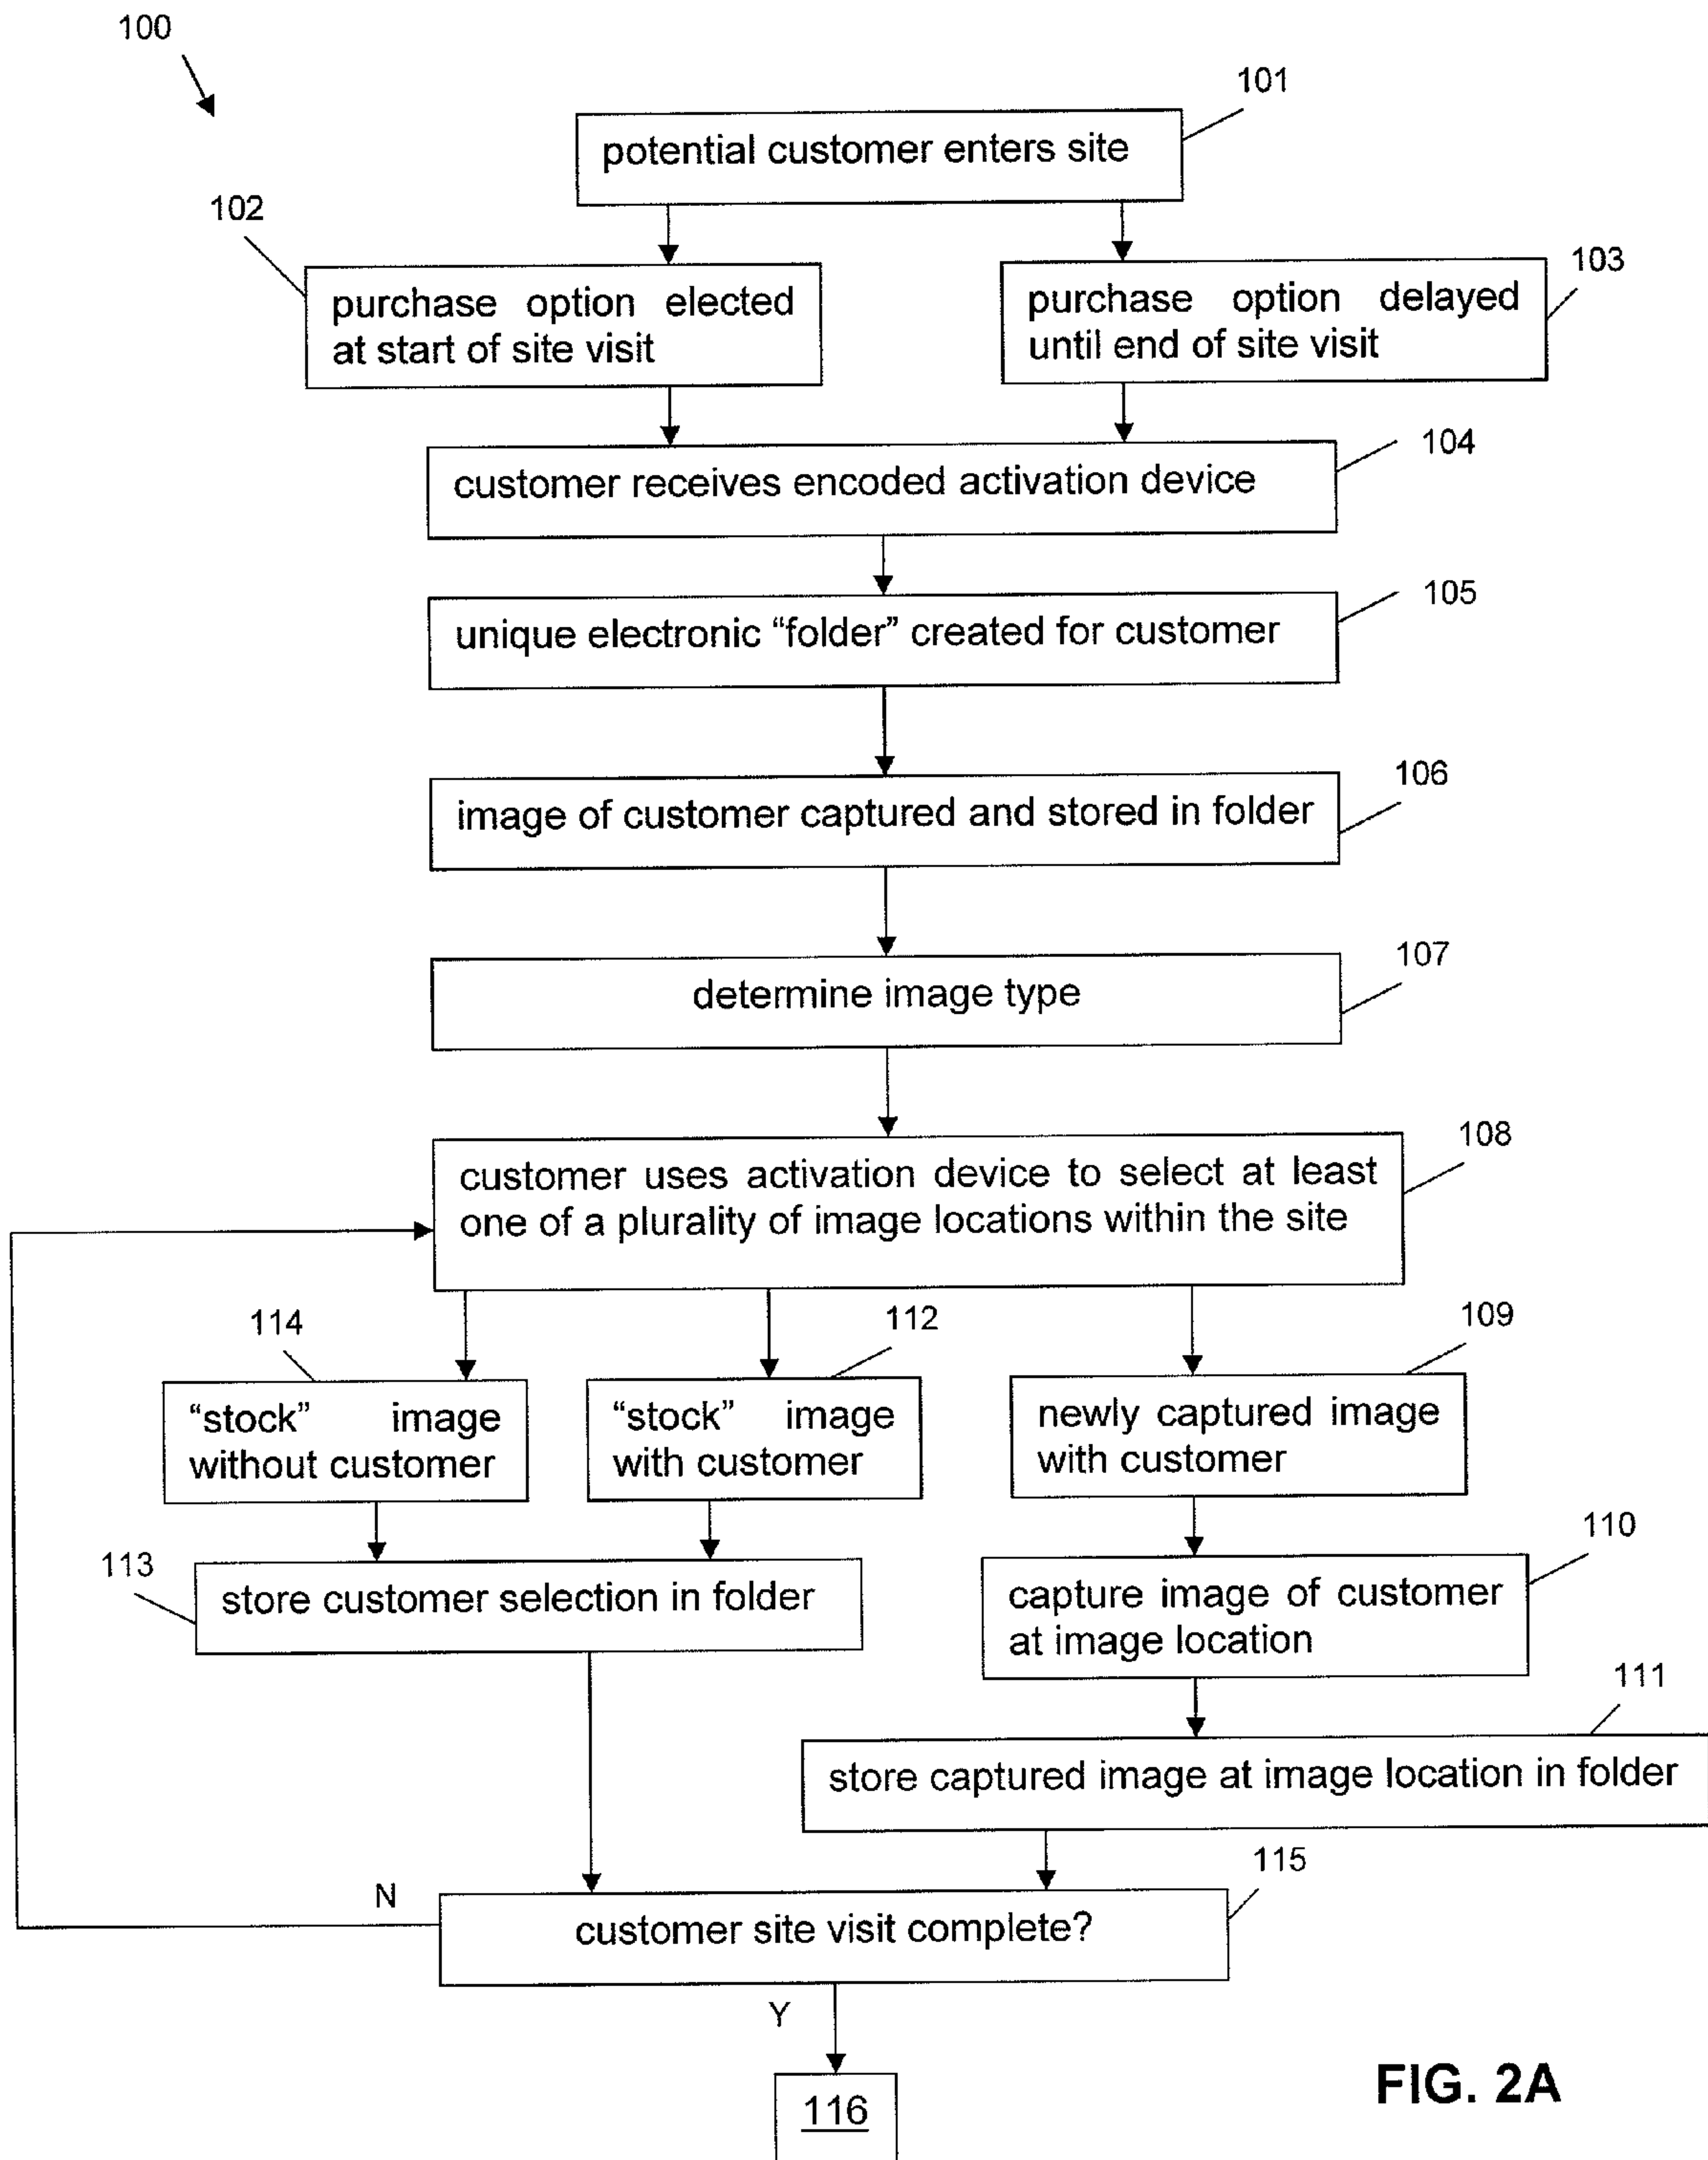 100
101
potential customer enters site
102
103
purchase option elected
at start of site visit
purchase option delayed
until end of site visit
104
customer receives encoded activation device
105
unique electronic “folder” created for customer
106
image of customer captured and stored in folder
107
determine image type
108
customer uses activation device to select at least
one of a plurality of image locations within the site
114
112
109
“stock” image
without customer
“stock” image
with customer
newly captured image
with customer
113
110
store customer selection in folder
capture image of customer
at image location
111
store captured image at image location in folder
115
N
customer site visit complete?
Y
116
FIG. 2A